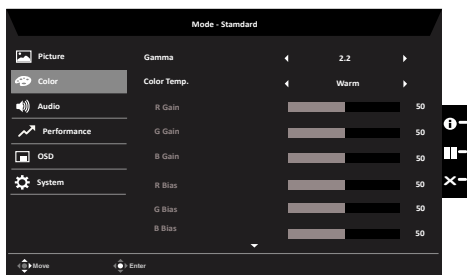 Mode - Standard
Picture
Gamma 2.2
Color
Color Temp. Warm
Audio
R Gain 50
Performance
G Gain 50
OSD
B Gain 50
System
R Bias 50
G Bias 50
B Bias 50
Move Enter